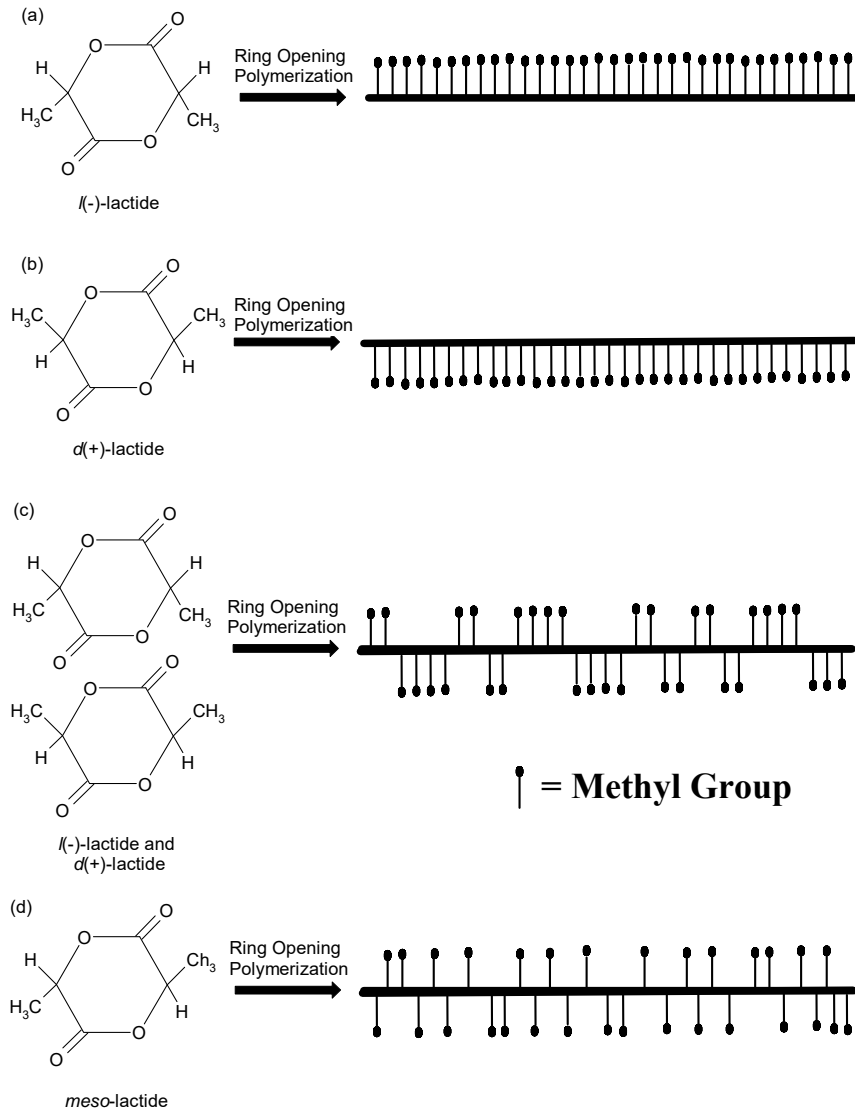 (a)
O
O
H
H
H3C
CH3
O
O
l(-)-lactide
Ring Opening
Polymerization
(b)
O
O
H3C
CH3
H
H
O
O
d(+)-lactide
Ring Opening
Polymerization
(c)
O
O
H
H
H3C
CH3
O
O
O
O
H3C
CH3
H
H
O
O
l(-)-lactide and
d(+)-lactide
Ring Opening
Polymerization
= Methyl Group
(d)
O
O
H
Ch3
H3C
H
O
O
meso-lactide
Ring Opening
Polymerization